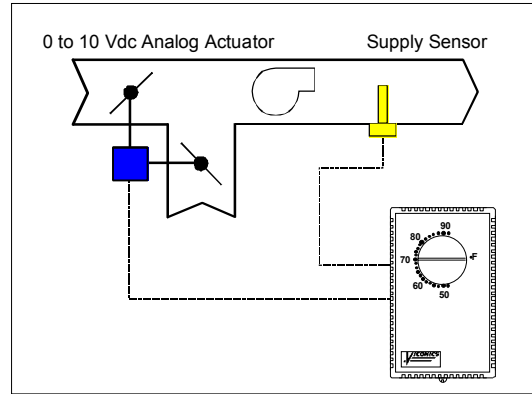 0 to 10 Vdc Analog Actuator
Supply Sensor
90
80
70
60
50
°F
VICONICS